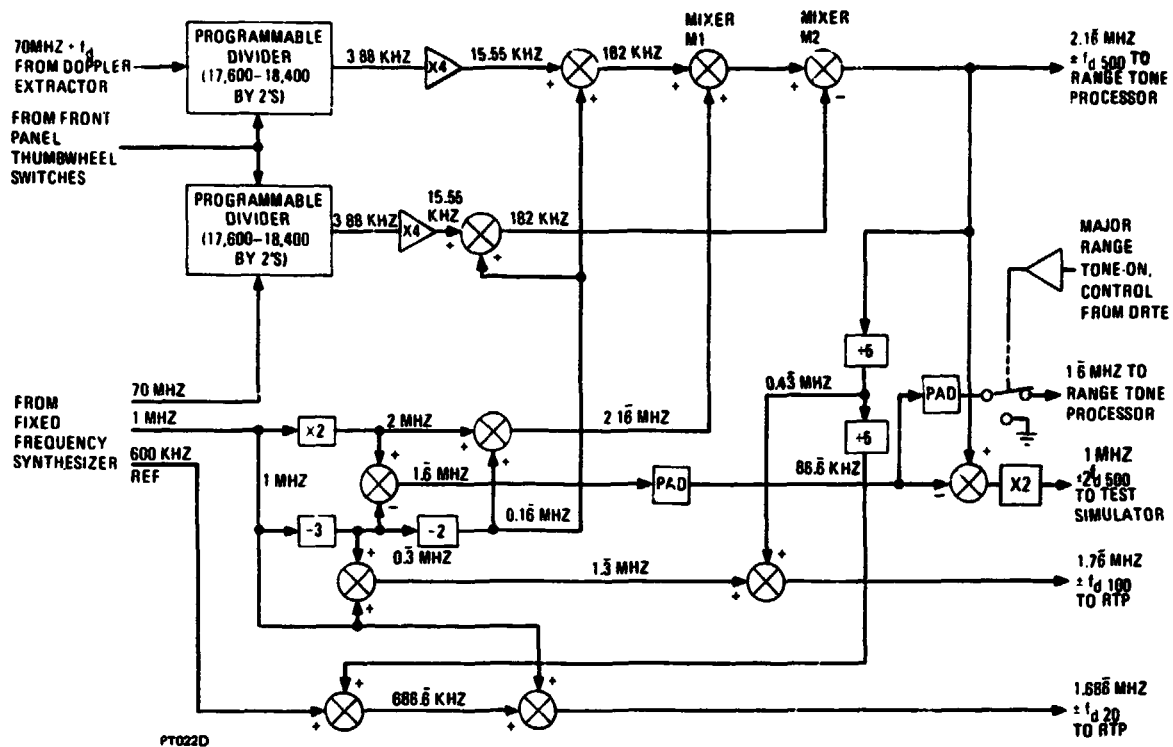 70MHZ + fd
FROM DOPPLER
EXTRACTOR
PROGRAMMABLE
DIVIDER
(17,600-18,400
BY 2'S)
3 88 KHZ
X4
15.55 KHZ
182 KHZ
MIXER
M1
MIXER
M2
2.16̄ MHZ
± fd 500 TO
RANGE TONE
PROCESSOR
FROM FRONT
PANEL
THUMBWHEEL
SWITCHES
PROGRAMMABLE
DIVIDER
(17,600-18,400
BY 2'S)
3 88 KHZ
X4
15.55
KHZ
182 KHZ
MAJOR
RANGE
TONE-ON,
CONTROL
FROM DRTE
÷5
0.43̄ MHZ
÷5
PAD
1 6̄ MHZ TO
RANGE TONE
PROCESSOR
FROM
FIXED
FREQUENCY
SYNTHESIZER
70 MHZ
1 MHZ
600 KHZ
REF
×2
2 MHZ
2 16̄ MHZ
1 MHZ
1.6̄ MHZ
PAD
86.6̄ KHZ
X2
1 MHZ
±2fd 500
TO TEST
SIMULATOR
-3
-2
0.16̄ MHZ
0.3̄ MHZ
1.3̄ MHZ
1.76̄ MHZ
± fd 100
TO RTP
686.6̄ KHZ
1.686̄ MHZ
± fd 20
TO RTP
PT022D